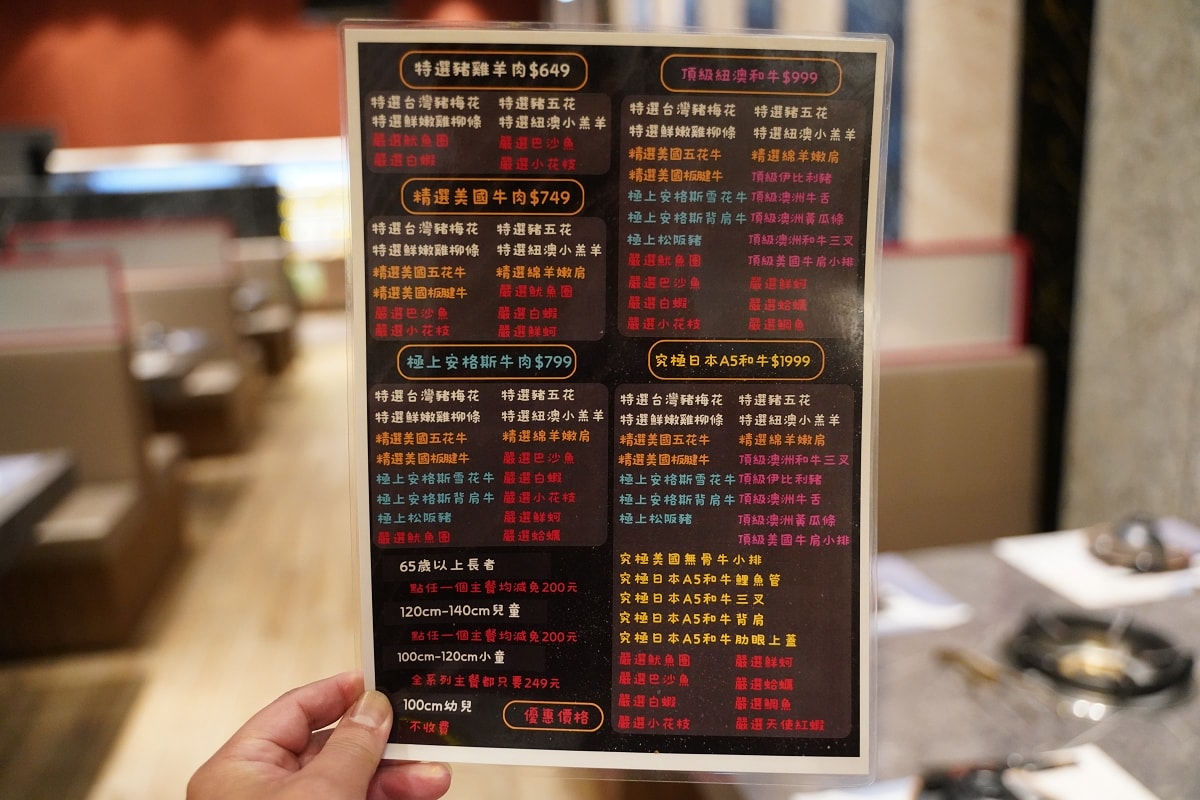 特選豬雞羊肉$649
特選台灣豬梅花 特選豬五花
特選鮮嫩雞柳條 特選紐澳小羔羊
嚴選魷魚圈 嚴選巴沙魚
嚴選白蝦 嚴選小花枝
精選美國牛肉$749
特選台灣豬梅花 特選豬五花
特選鮮嫩雞柳條 特選紐澳小羔羊
精選美國五花牛 精選綿羊嫩肩
精選美國板腱牛 嚴選魷魚圈
嚴選巴沙魚 嚴選白蝦
嚴選小花枝 嚴選鮮蚵
極上安格斯牛肉$799
特選台灣豬梅花 特選豬五花
特選鮮嫩雞柳條 特選紐澳小羔羊
精選美國五花牛 精選綿羊嫩肩
精選美國板腱牛 嚴選巴沙魚
極上安格斯雪花牛 嚴選白蝦
極上安格斯背肩牛 嚴選小花枝
極上松阪豬 嚴選鮮蚵
嚴選魷魚圈 嚴選蛤蠣
65歲以上長者
點任一個主餐均減免200元
120cm-140cm兒童
點任一個主餐均減免200元
100cm-120cm小童
全系列主餐都只要249元
100cm幼兒
不收費
優惠價格
頂級紐澳和牛$999
特選台灣豬梅花 特選豬五花
特選鮮嫩雞柳條 特選紐澳小羔羊
精選美國五花牛 精選綿羊嫩肩
精選美國板腱牛 頂級伊比利豬
極上安格斯雪花牛 頂級澳洲牛舌
極上安格斯背肩牛 頂級澳洲黃瓜條
極上松阪豬 頂級澳洲和牛三叉
嚴選魷魚圈 頂級美國牛肩小排
嚴選巴沙魚 嚴選鮮蚵
嚴選白蝦 嚴選蛤蠣
嚴選小花枝 嚴選鯛魚
究極日本A5和牛$1999
特選台灣豬梅花 特選豬五花
特選鮮嫩雞柳條 特選紐澳小羔羊
精選美國五花牛 精選綿羊嫩肩
精選美國板腱牛 頂級澳洲和牛三叉
極上安格斯雪花牛 頂級伊比利豬
極上安格斯背肩牛 頂級澳洲牛舌
極上松阪豬 頂級澳洲黃瓜條
頂級美國牛肩小排
究極美國無骨牛小排
究極日本A5和牛鯉魚管
究極日本A5和牛三叉
究極日本A5和牛背肩
究極日本A5和牛肋眼上蓋
嚴選魷魚圈 嚴選鮮蚵
嚴選巴沙魚 嚴選蛤蠣
嚴選白蝦 嚴選鯛魚
嚴選小花枝 嚴選天使紅蝦